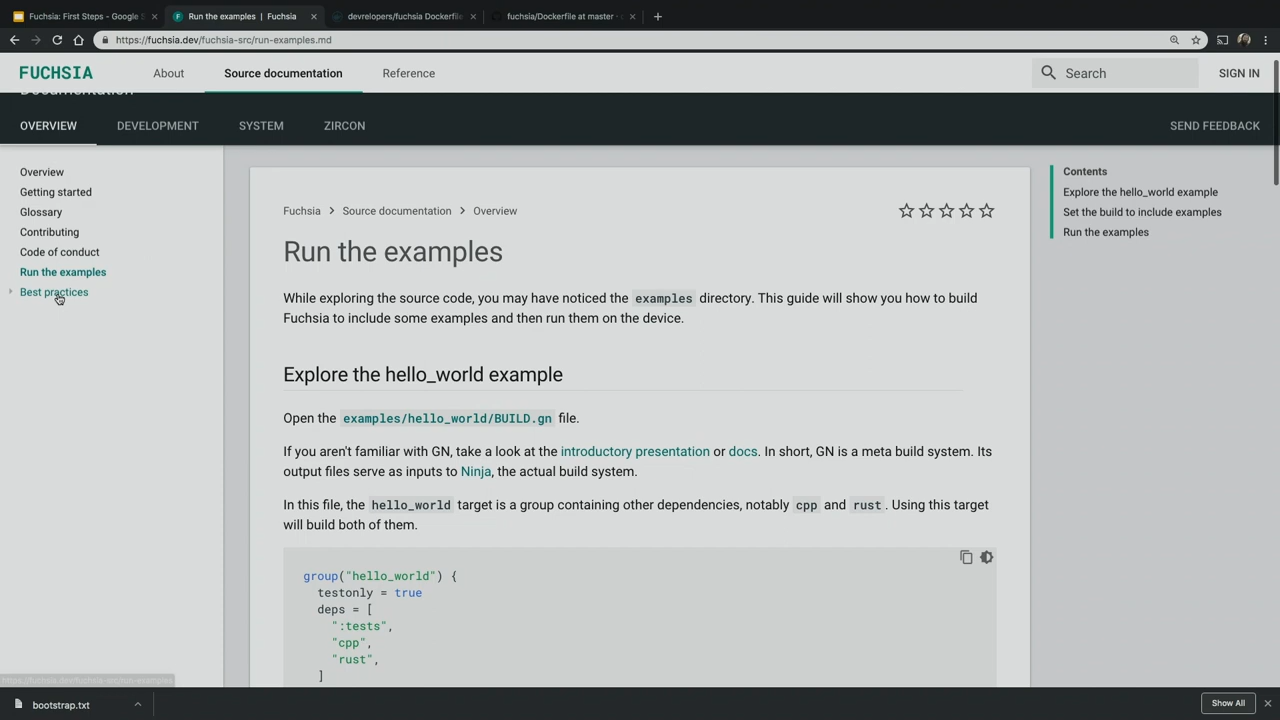 Fuchsia: First Steps - Google S
Run the examples | Fuchsia
devrelopers/fuchsia Dockerfile
fuchsia/Dockerfile at master · 
https://fuchsia.dev/fuchsia-src/run-examples.md
FUCHSIA
About
Source documentation
Reference
Search
SIGN IN
Documentation
OVERVIEW
DEVELOPMENT
SYSTEM
ZIRCON
SEND FEEDBACK
Overview
Getting started
Glossary
Contributing
Code of conduct
Run the examples
Best practices
Fuchsia > Source documentation > Overview
Run the examples
While exploring the source code, you may have noticed the examples directory. This guide will show you how to build
Fuchsia to include some examples and then run them on the device.
Explore the hello_world example
Open the examples/hello_world/BUILD.gn file.
If you aren't familiar with GN, take a look at the introductory presentation or docs. In short, GN is a meta build system. Its
output files serve as inputs to Ninja, the actual build system.
In this file, the hello_world target is a group containing other dependencies, notably cpp and rust. Using this target
will build both of them.
group("hello_world") {
testonly = true
deps = [
":tests",
"cpp",
"rust",
]
Contents
Explore the hello_world example
Set the build to include examples
Run the examples
https://fuchsia.dev/fuchsia-src/run-examples
bootstrap.txt
Show All